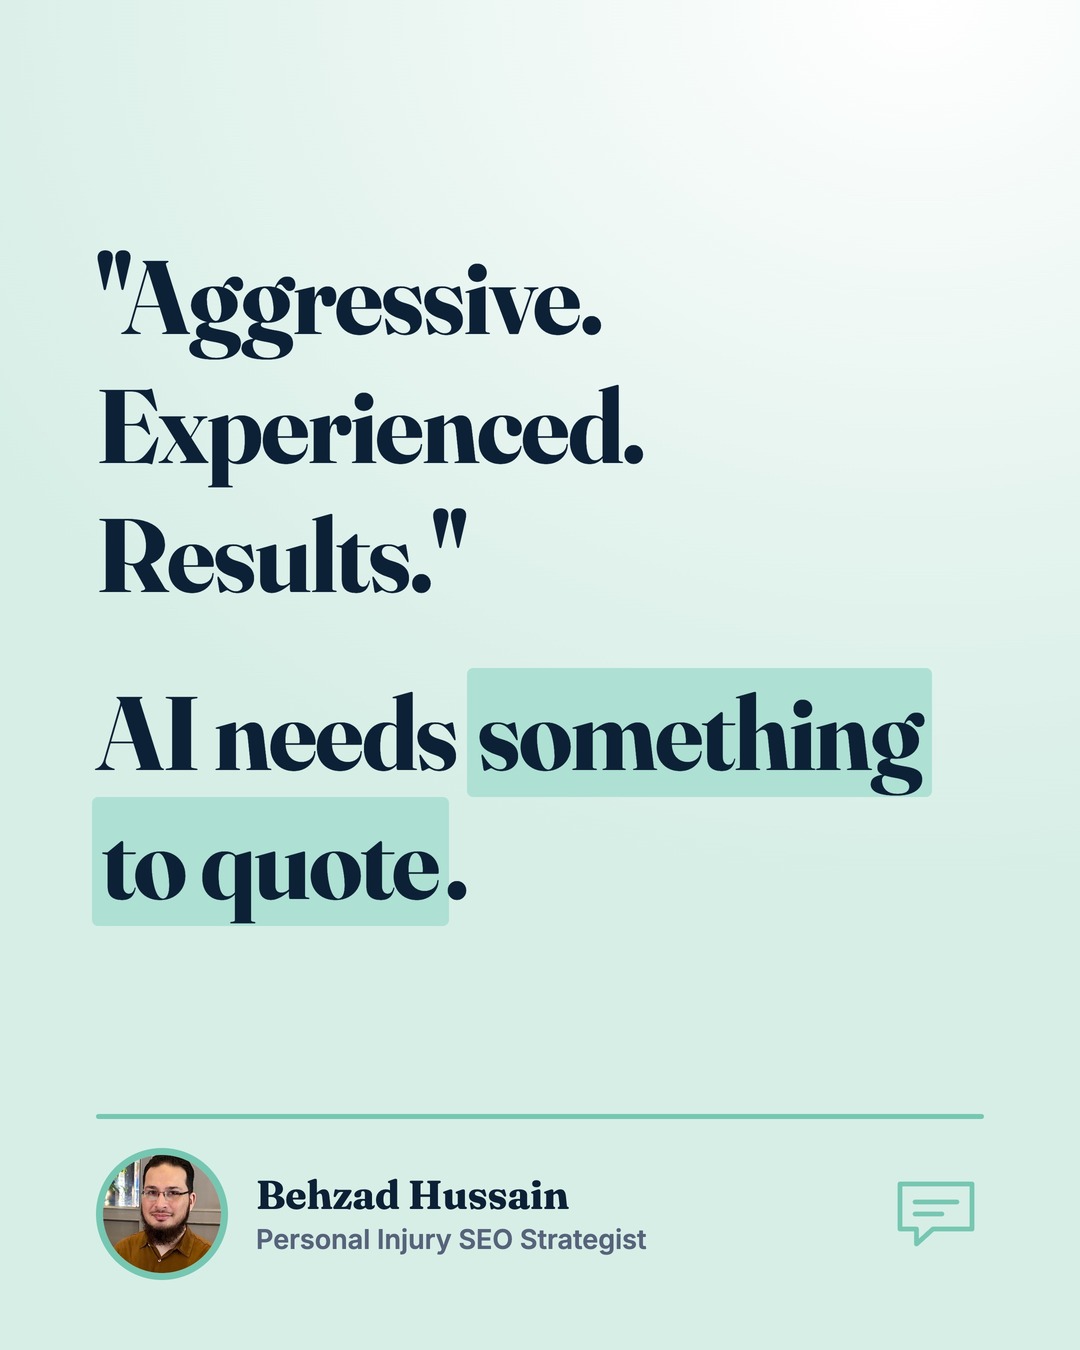 "Aggressive.
Experienced.
Results."
AI needs something
to quote.
Behzad Hussain
Personal Injury SEO Strategist